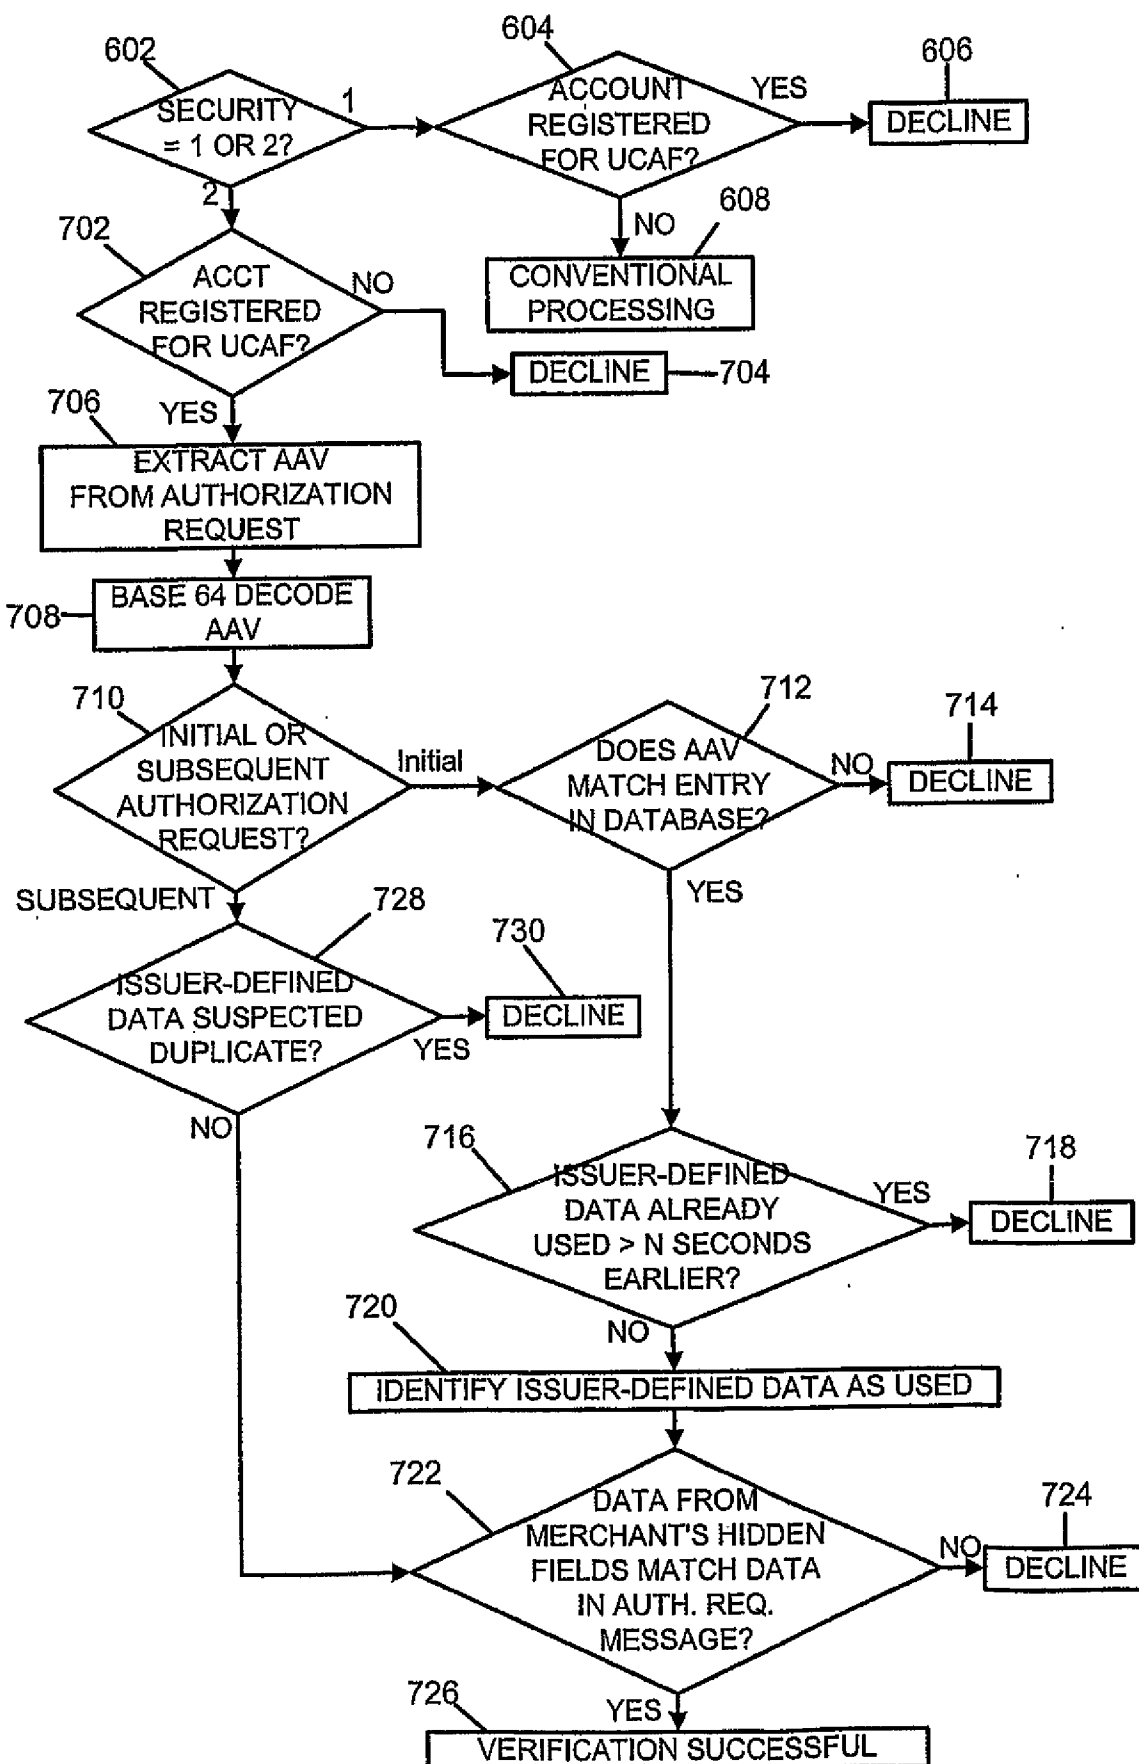 602
SECURITY
= 1 OR 2?
1
2
604
ACCOUNT
REGISTERED
FOR UCAF?
YES
NO
606
DECLINE
608
CONVENTIONAL
PROCESSING
702
ACCT
REGISTERED
FOR UCAF?
NO
YES
DECLINE
704
706
EXTRACT AAV
FROM AUTHORIZATION
REQUEST
708
BASE 64 DECODE
AAV
710
INITIAL OR
SUBSEQUENT
AUTHORIZATION
REQUEST?
Initial
SUBSEQUENT
712
DOES AAV
MATCH ENTRY
IN DATABASE?
NO
YES
714
DECLINE
728
ISSUER-DEFINED
DATA SUSPECTED
DUPLICATE?
YES
NO
730
DECLINE
716
ISSUER-DEFINED
DATA ALREADY
USED > N SECONDS
EARLIER?
YES
NO
718
DECLINE
720
IDENTIFY ISSUER-DEFINED DATA AS USED
722
DATA FROM
MERCHANT'S HIDDEN
FIELDS MATCH DATA
IN AUTH. REQ.
MESSAGE?
NO
YES
724
DECLINE
726
VERIFICATION SUCCESSFUL